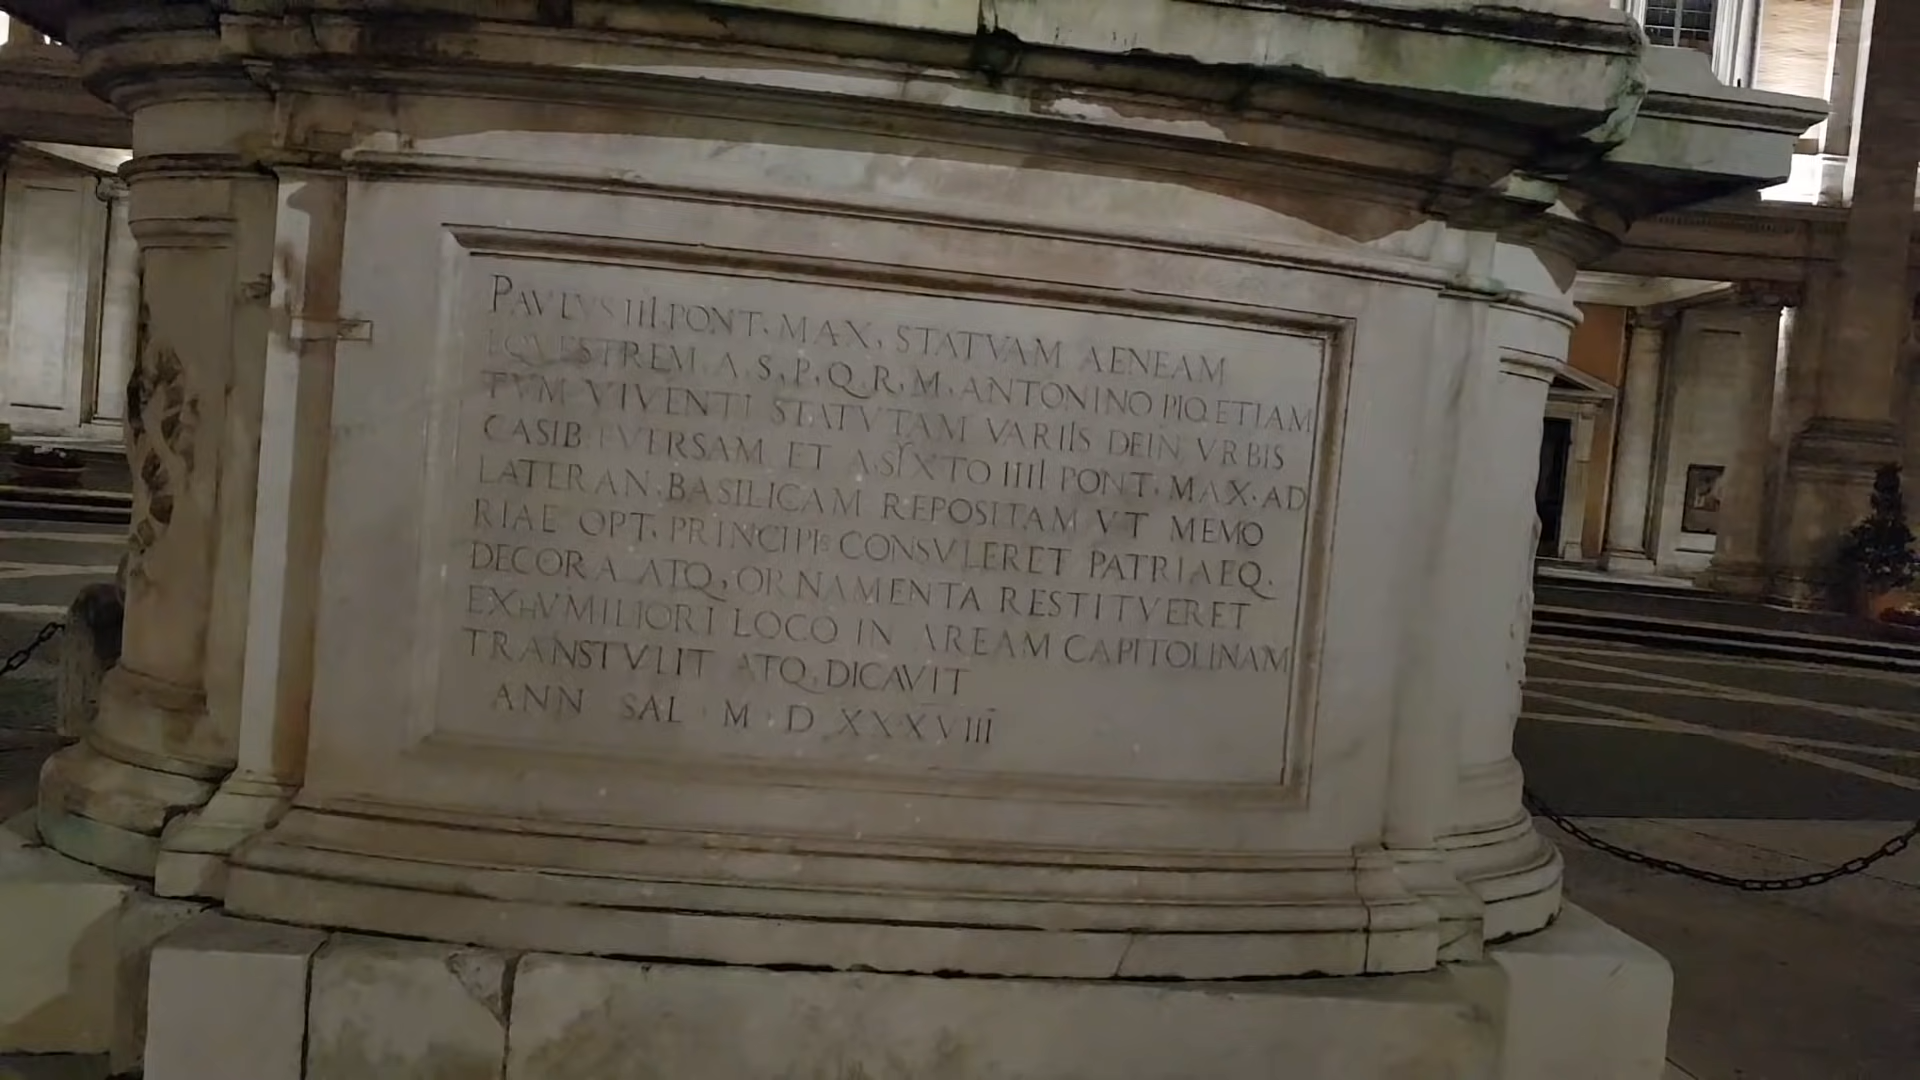 PAVLVS III.PONT. MAX. STATVAM AENEAM
EQVESTREM. A. S. P. Q. R. M. ANTONINO PIO ETIAM
TVM VIVENTI STATVTAM VARIIS DEIN VRBIS
CASIB EVERSAM ET A SIXTO IIII PONT. MAX. AD
LATERAN. BASILICAM REPOSITAM VT MEMO
RIAE OPT. PRINCIPIS CONSVLERET PATRIAEQ.
DECORA ATQ. ORNAMENTA RESTITVERET
EX HVMILIORI LOCO IN AREAM CAPITOLINAM
TRANSTVLIT ATQ. DICAVIT
ANN SAL M D XXXVIII